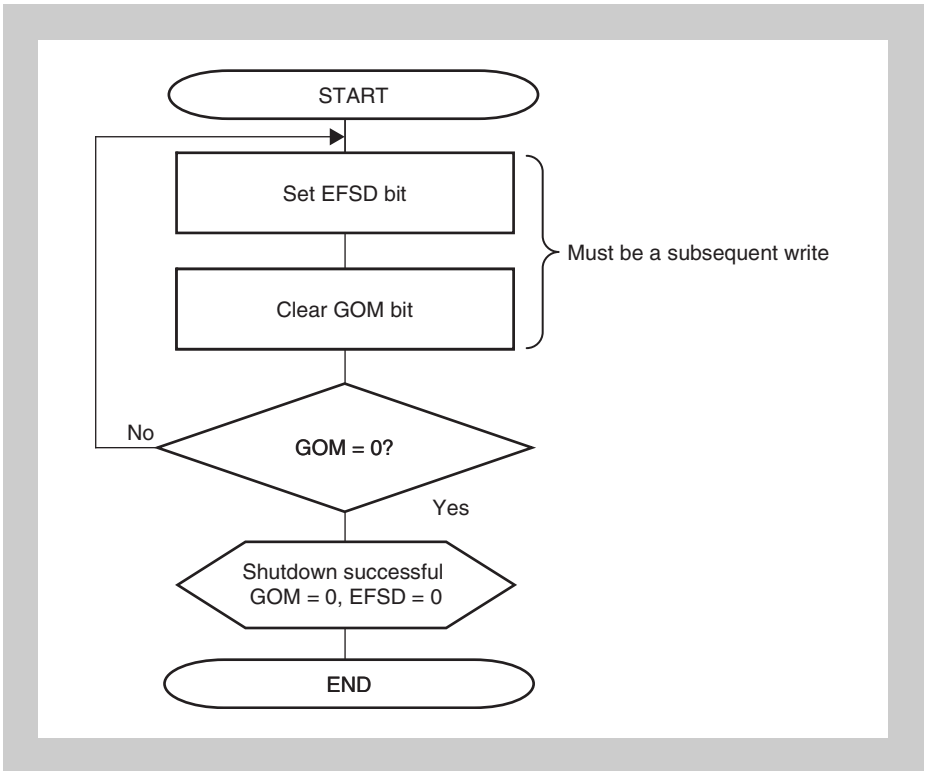 START
Set EFSD bit
Must be a subsequent write
Clear GOM bit
No
GOM = 0?
Yes
Shutdown successful
GOM = 0, EFSD = 0
END